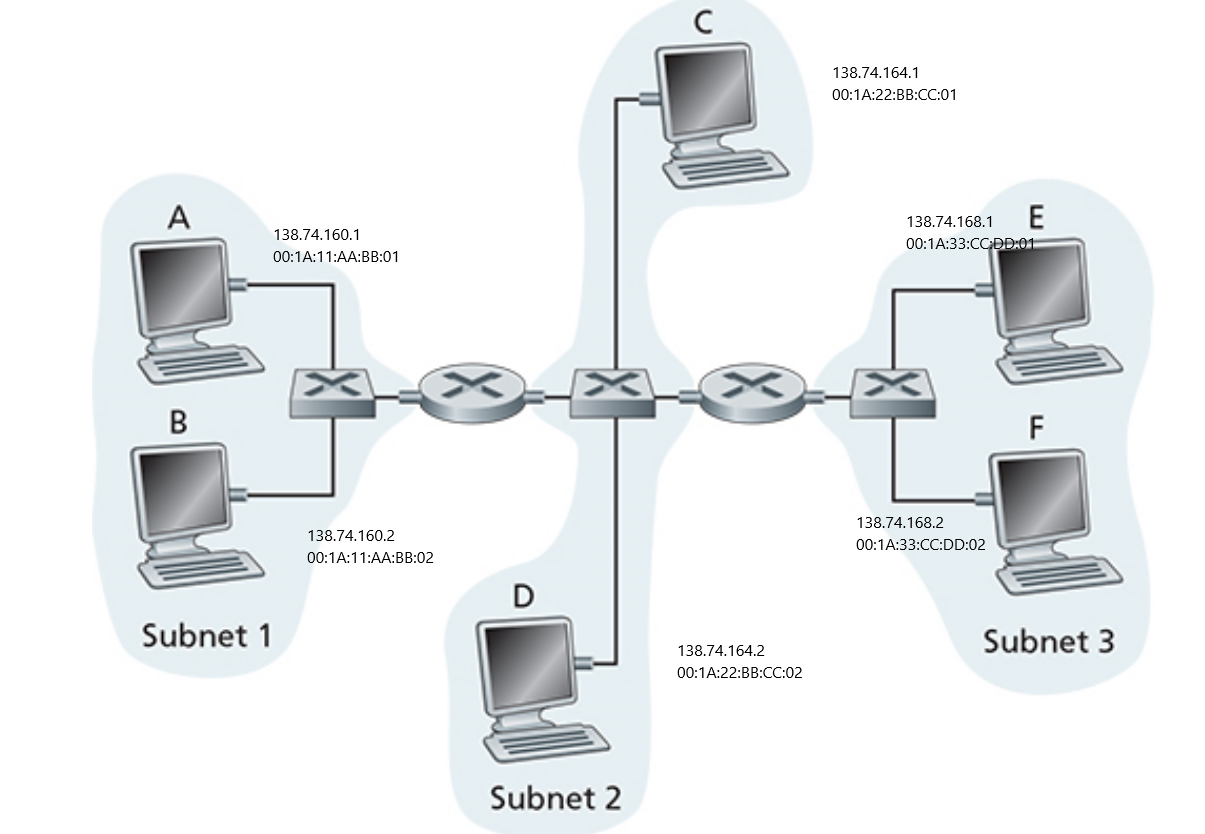 C
138.74.164.1
00:1A:22:BB:CC:01
A
138.74.160.1
00:1A:11:AA:BB:01
138.74.168.1
E
00:1A:33:CC:DD:01
B
F
138.74.160.2
00:1A:11:AA:BB:02
138.74.168.2
00:1A:33:CC:DD:02
D
Subnet 1
Subnet 3
138.74.164.2
00:1A:22:BB:CC:02
Subnet 2